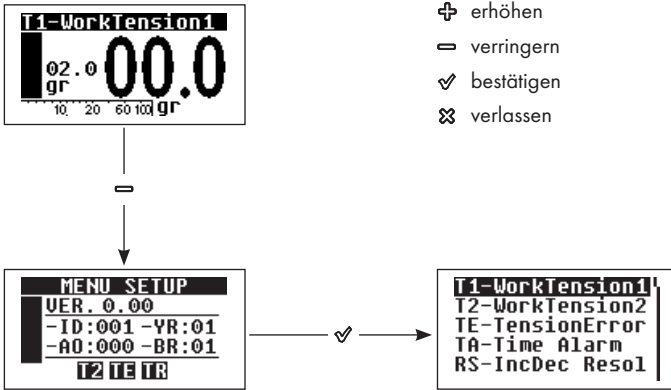 T1-WorkTension1
02.0 00.0
gr
10 20 60 100 gr
erhöhen
verringern
bestätigen
verlassen
MENU SETUP
VER. 0.00
-ID:001 -YR:01
-AO:000 -BR:01
T2 TE TR
T1-WorkTension1
T2-WorkTension2
TE-TensionError
TA-Time Alarm
RS-IncDec Resol